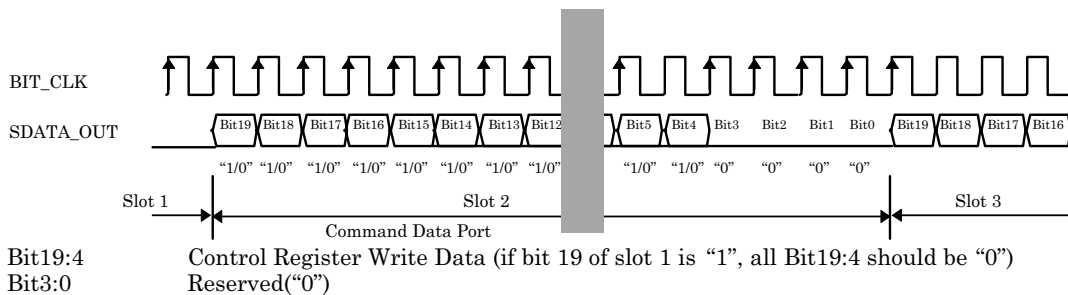 BIT_CLK
SDATA_OUT
Bit19 Bit18 Bit17 Bit16 Bit15 Bit14 Bit13 Bit12 Bit5 Bit4 Bit3 Bit2 Bit1 Bit0 Bit19 Bit18 Bit17 Bit16
“1/0” “1/0” “1/0” “1/0” “1/0” “1/0” “1/0” “1/0” “1/0” “1/0” “0” “0” “0” “0”
Slot 1 Slot 2 Slot 3
Command Data Port
Bit19:4 Control Register Write Data (if bit 19 of slot 1 is “1”, all Bit19:4 should be “0”)
Bit3:0 Reserved(“0”)